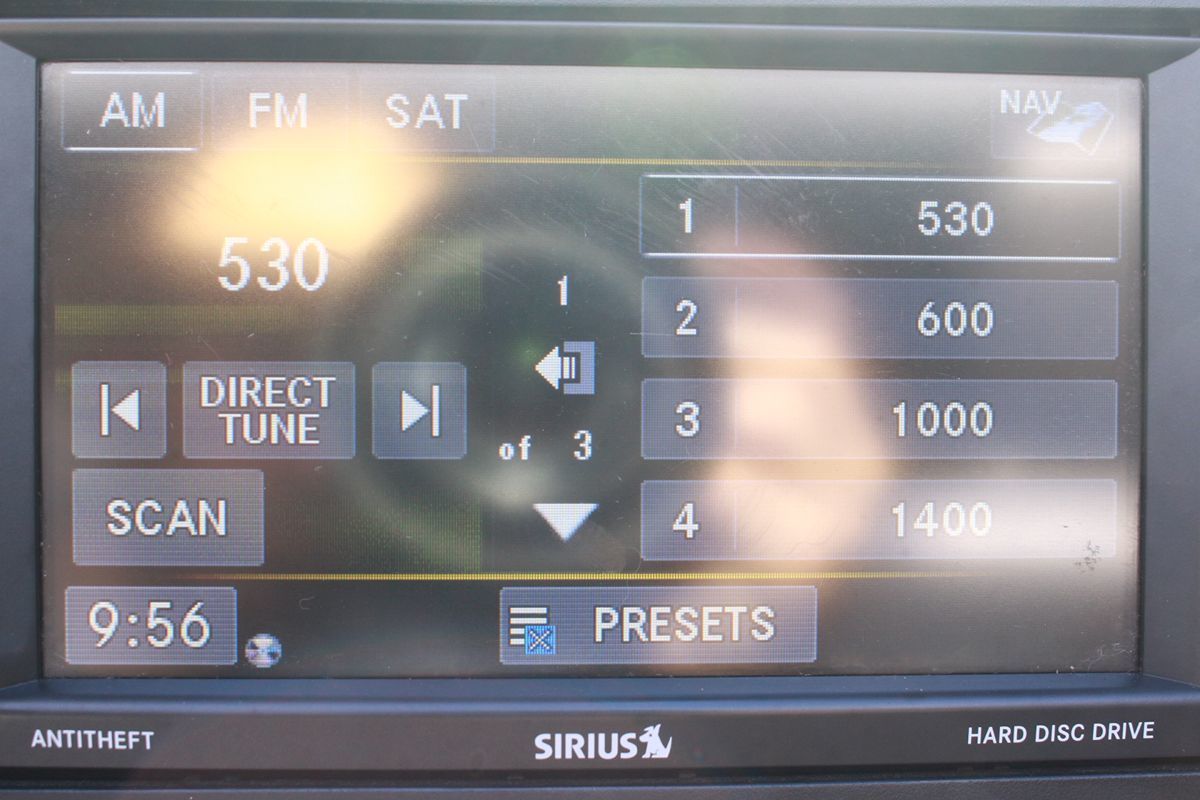 AM FM SAT NAV
530
1
of 3
1 530
2 600
3 1000
4 1400
DIRECT
TUNE
SCAN
9:56 PRESETS
ANTITHEFT SIRIUS HARD DISC DRIVE